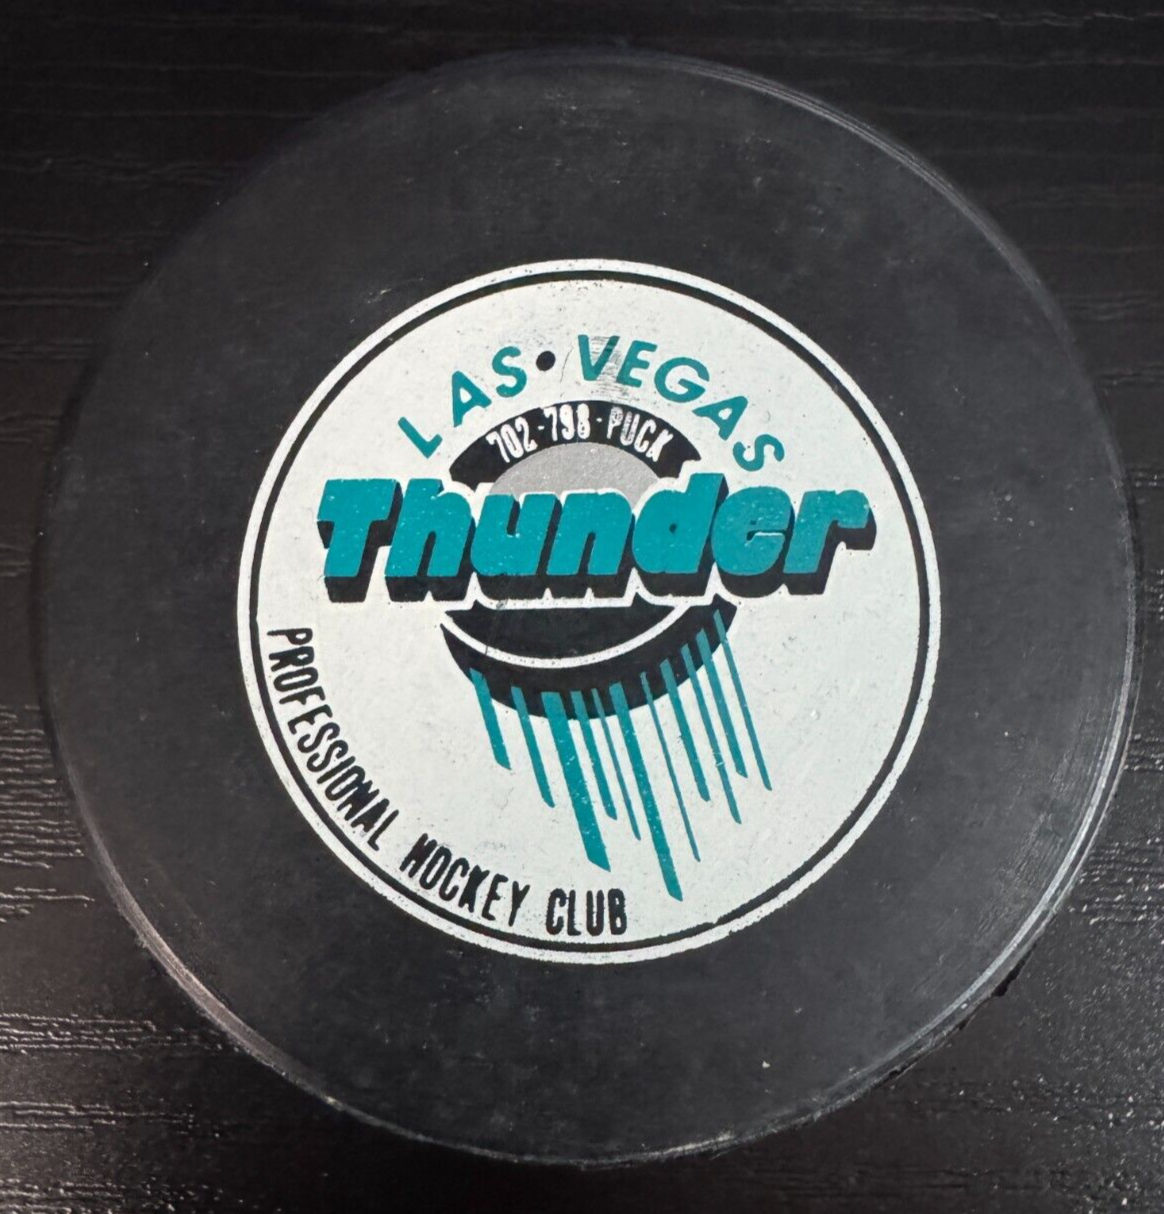 LAS • VEGAS
702-798-PUCK
Thunder
PROFESSIONAL HOCKEY CLUB